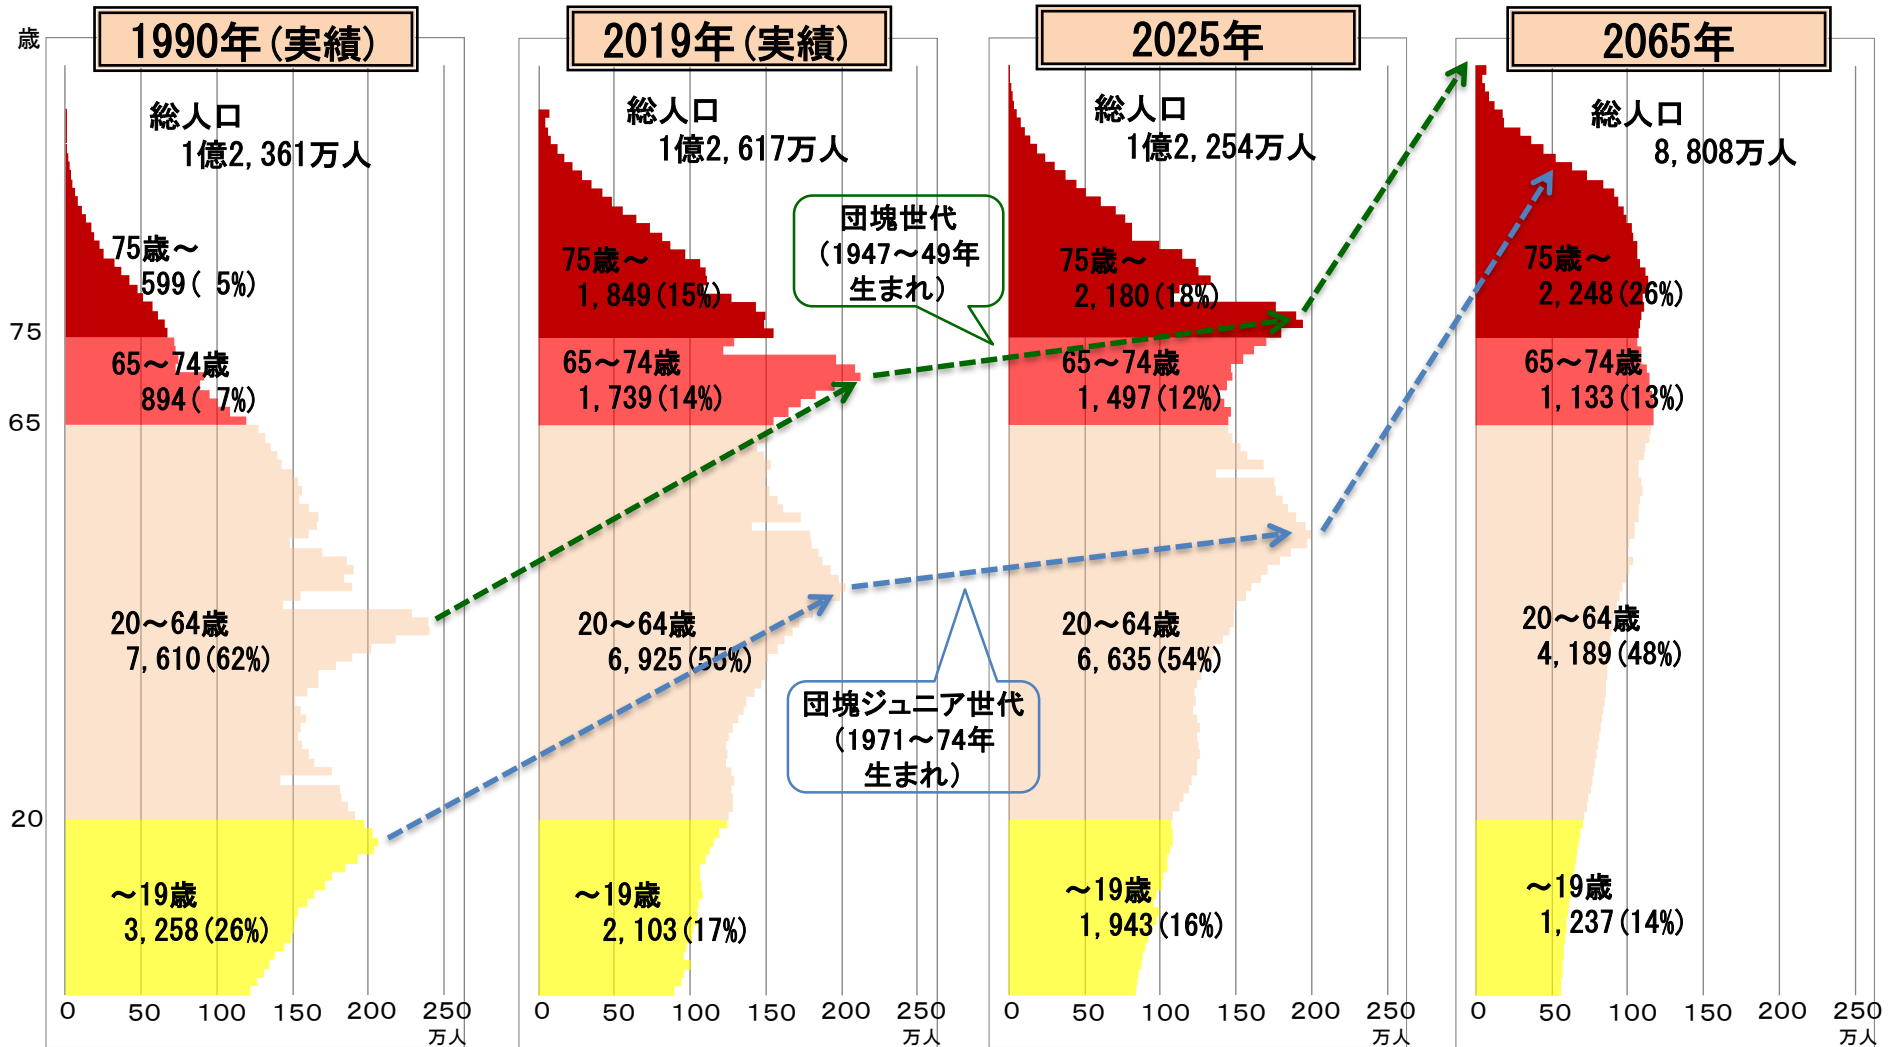 歳
1990年（実績）
総人口
1億2,361万人
75歳～
599( 5%)
65～74歳
894( 7%)
20～64歳
7,610(62%)
～19歳
3,258(26%)
75
65
20
0 50 100 150 200 250
万人
2019年（実績）
総人口
1億2,617万人
75歳～
1,849(15%)
65～74歳
1,739(14%)
20～64歳
6,925(55%)
～19歳
2,103(17%)
0 50 100 150 200 250
万人
団塊世代
（1947～49年
生まれ）
団塊ジュニア世代
（1971～74年
生まれ）
2025年
総人口
1億2,254万人
75歳～
2,180(18%)
65～74歳
1,497(12%)
20～64歳
6,635(54%)
～19歳
1,943(16%)
0 50 100 150 200 250
万人
2065年
総人口
8,808万人
75歳～
2,248(26%)
65～74歳
1,133(13%)
20～64歳
4,189(48%)
～19歳
1,237(14%)
0 50 100 150 200 250
万人